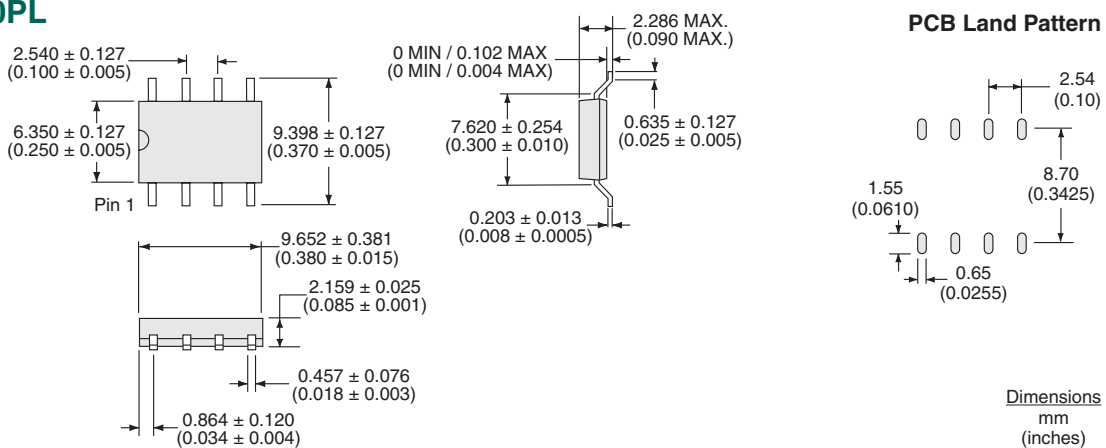 0PL
PCB Land Pattern
2.540 ± 0.127
(0.100 ± 0.005)
6.350 ± 0.127
(0.250 ± 0.005)
9.398 ± 0.127
(0.370 ± 0.005)
Pin 1
2.286 MAX.
(0.090 MAX.)
0 MIN / 0.102 MAX
(0 MIN / 0.004 MAX)
7.620 ± 0.254
(0.300 ± 0.010)
0.635 ± 0.127
(0.025 ± 0.005)
0.203 ± 0.013
(0.008 ± 0.0005)
2.54
(0.10)
8.70
(0.3425)
1.55
(0.0610)
0.65
(0.0255)
9.652 ± 0.381
(0.380 ± 0.015)
2.159 ± 0.025
(0.085 ± 0.001)
0.457 ± 0.076
(0.018 ± 0.003)
0.864 ± 0.120
(0.034 ± 0.004)
Dimensions
mm
(inches)